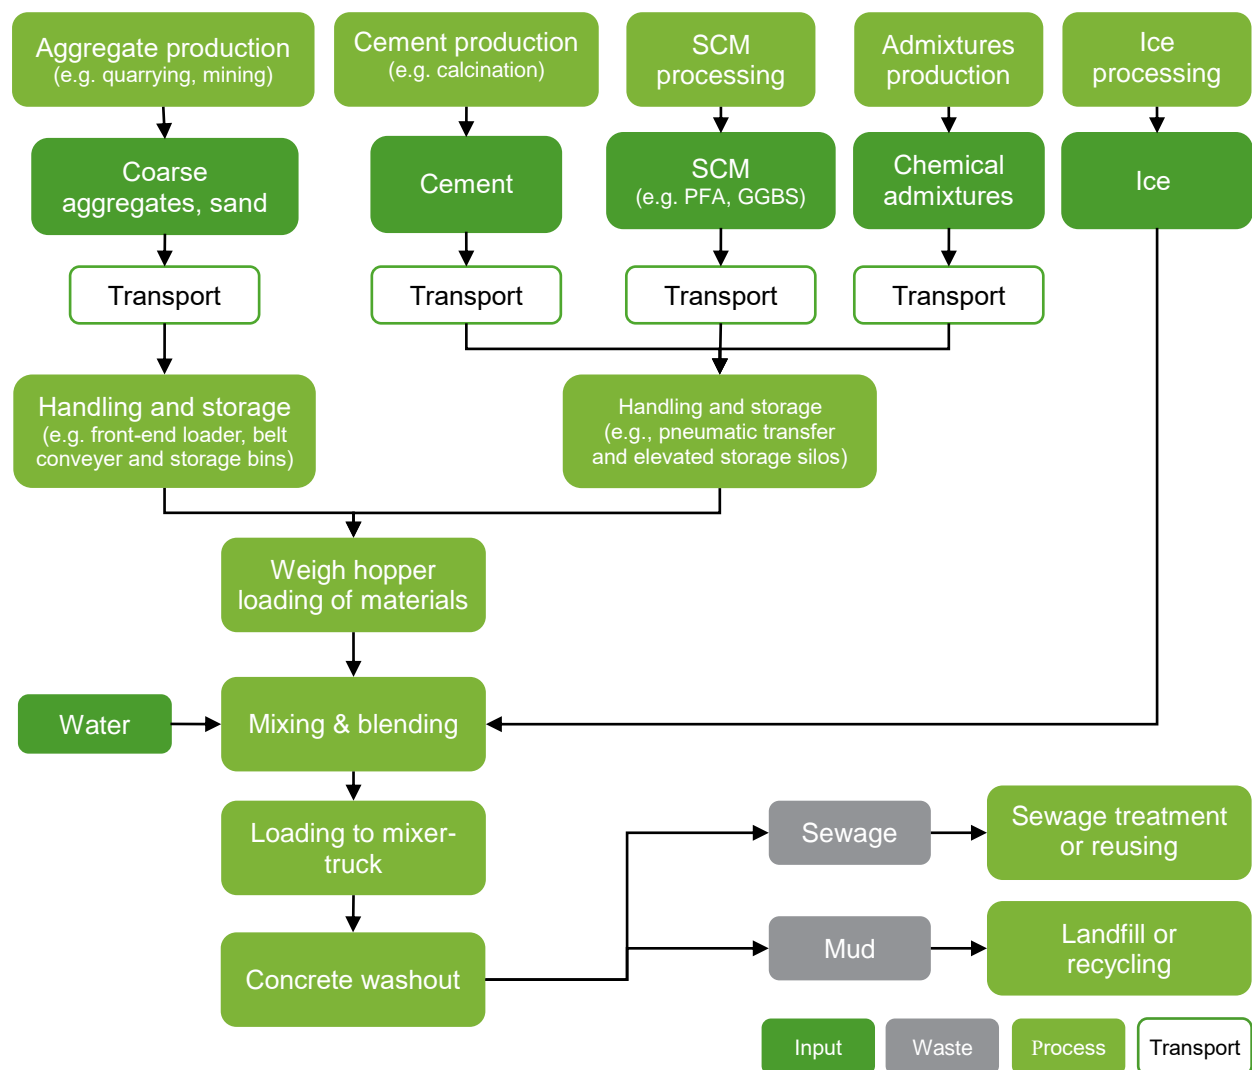 Aggregate production
(e.g. quarrying, mining)
Cement production
(e.g. calcination)
SCM
processing
Admixtures
production
Ice
processing
Coarse
aggregates, sand
Cement
SCM
(e.g. PFA, GGBS)
Chemical
admixtures
Ice
Transport
Transport
Transport
Transport
Handling and storage
(e.g. front-end loader, belt
conveyer and storage bins)
Handling and storage
(e.g., pneumatic transfer
and elevated storage silos)
Weigh hopper
loading of materials
Water
Mixing & blending
Loading to mixer-
truck
Sewage
Sewage treatment
or reusing
Concrete washout
Mud
Landfill or
recycling
Input
Waste
Process
Transport